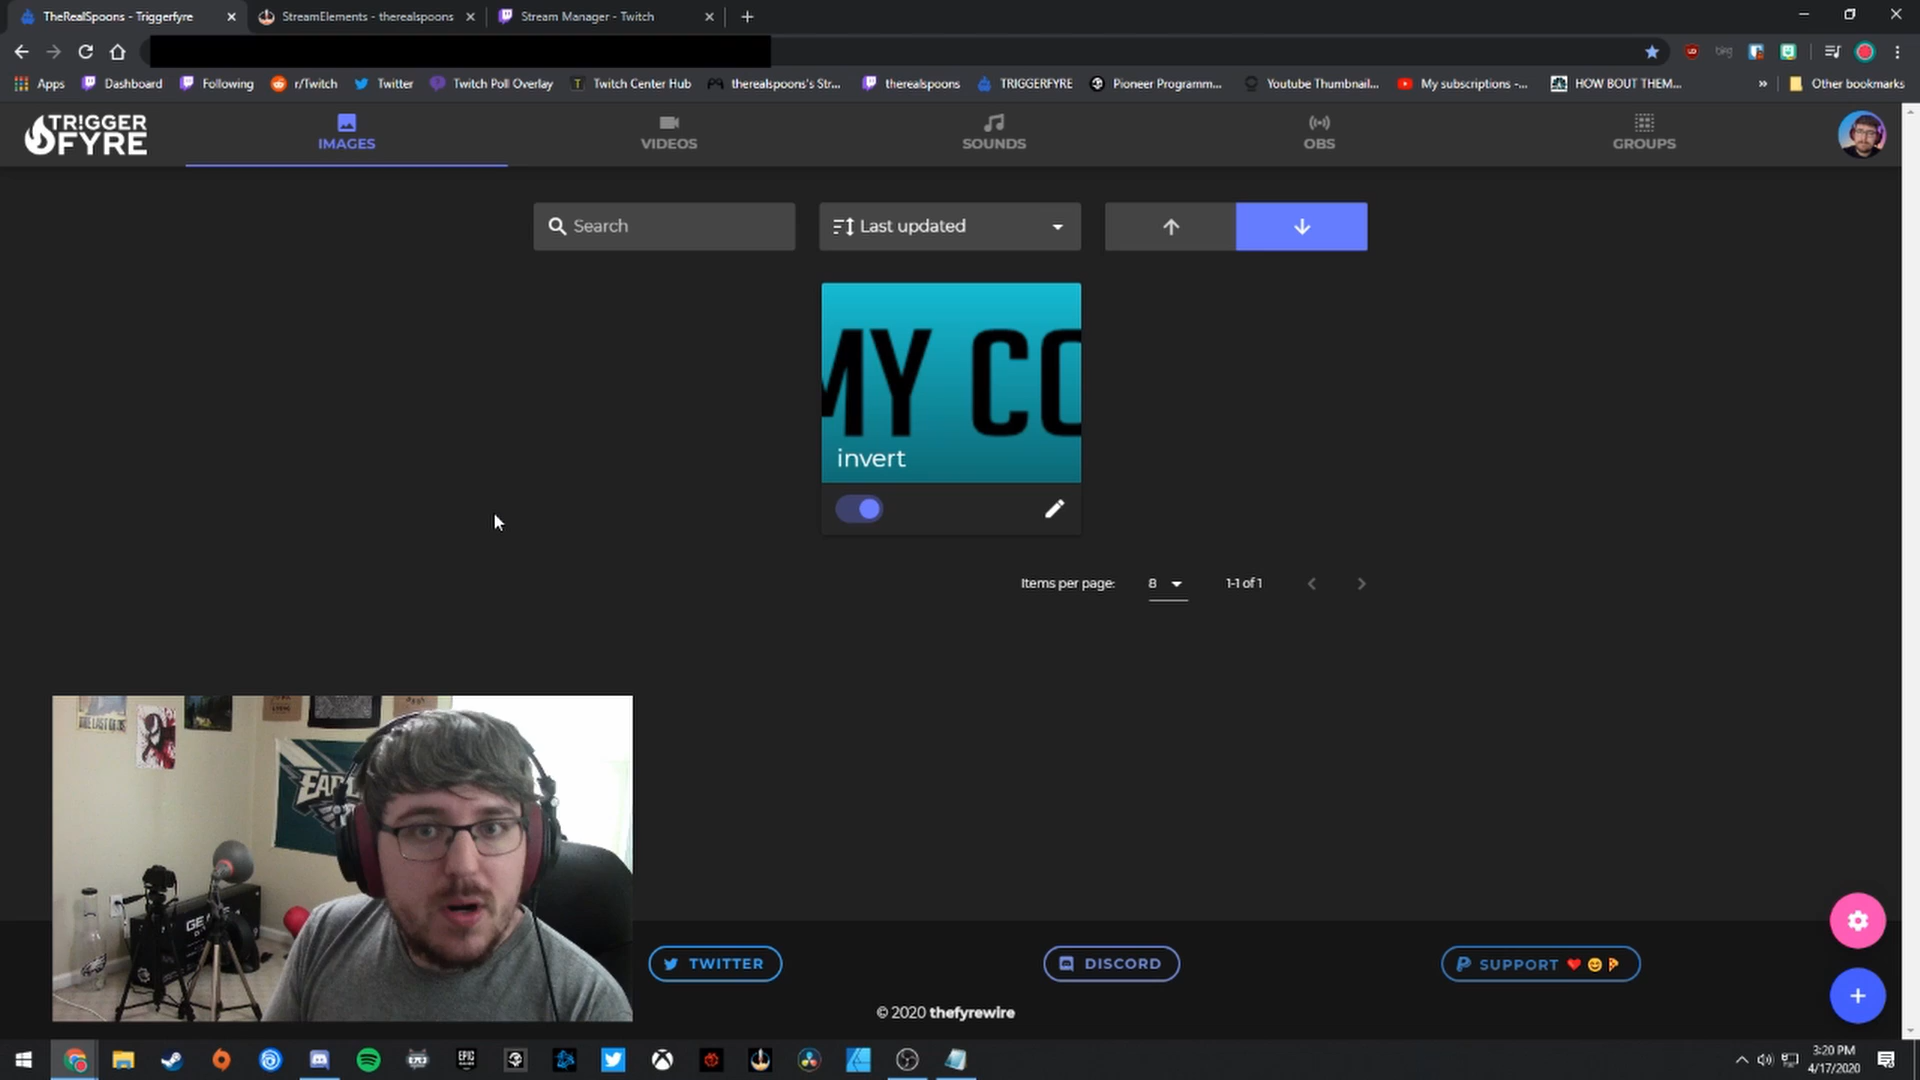 TheRealSpoons - Triggerfyre
StreamElements - therealspoons
Stream Manager - Twitch
Apps
Dashboard
Following
r/Twitch
Twitter
Twitch Poll Overlay
Twitch Center Hub
therealspoons's Str...
therealspoons
TRIGGERFYRE
Pioneer Programm...
Youtube Thumbnail...
My subscriptions -...
HOW BOUT THEM...
»
Other bookmarks
TR!GGER
FYRE
IMAGES
VIDEOS
SOUNDS
OBS
GROUPS
Search
Last updated
MY CO
invert
Items per page:
8
1-1 of 1
TWITTER
DISCORD
SUPPORT
© 2020 thefyrewire
EPIC
3:20 PM
4/17/2020